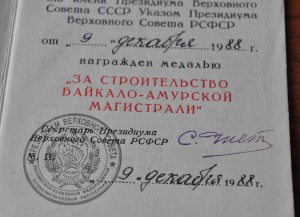 от имени Президиума Верховного
Совета СССР Указом Президиума
Верховного Совета РСФСР
от „9" декабря 1988 г.
награжден медалью
„ЗА СТРОИТЕЛЬСТВО
БАЙКАЛО-АМУРСКОЙ
МАГИСТРАЛИ"
Секретарь Президиума
Верховного Совета РСФСР
М. П.
„9" декабря 1988 г.